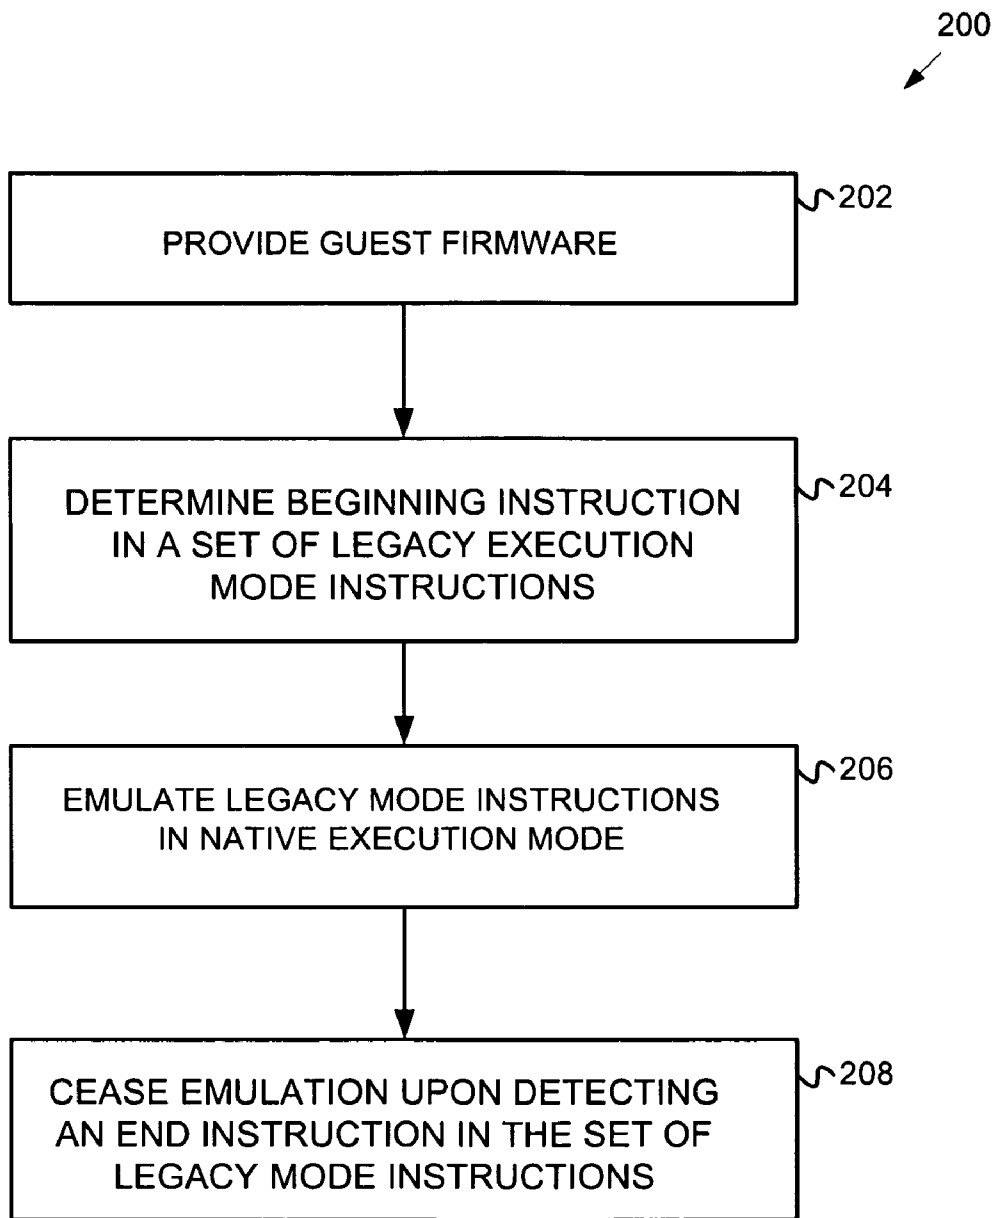 200
202
PROVIDE GUEST FIRMWARE
204
DETERMINE BEGINNING INSTRUCTION
IN A SET OF LEGACY EXECUTION
MODE INSTRUCTIONS
206
EMULATE LEGACY MODE INSTRUCTIONS
IN NATIVE EXECUTION MODE
208
CEASE EMULATION UPON DETECTING
AN END INSTRUCTION IN THE SET OF
LEGACY MODE INSTRUCTIONS